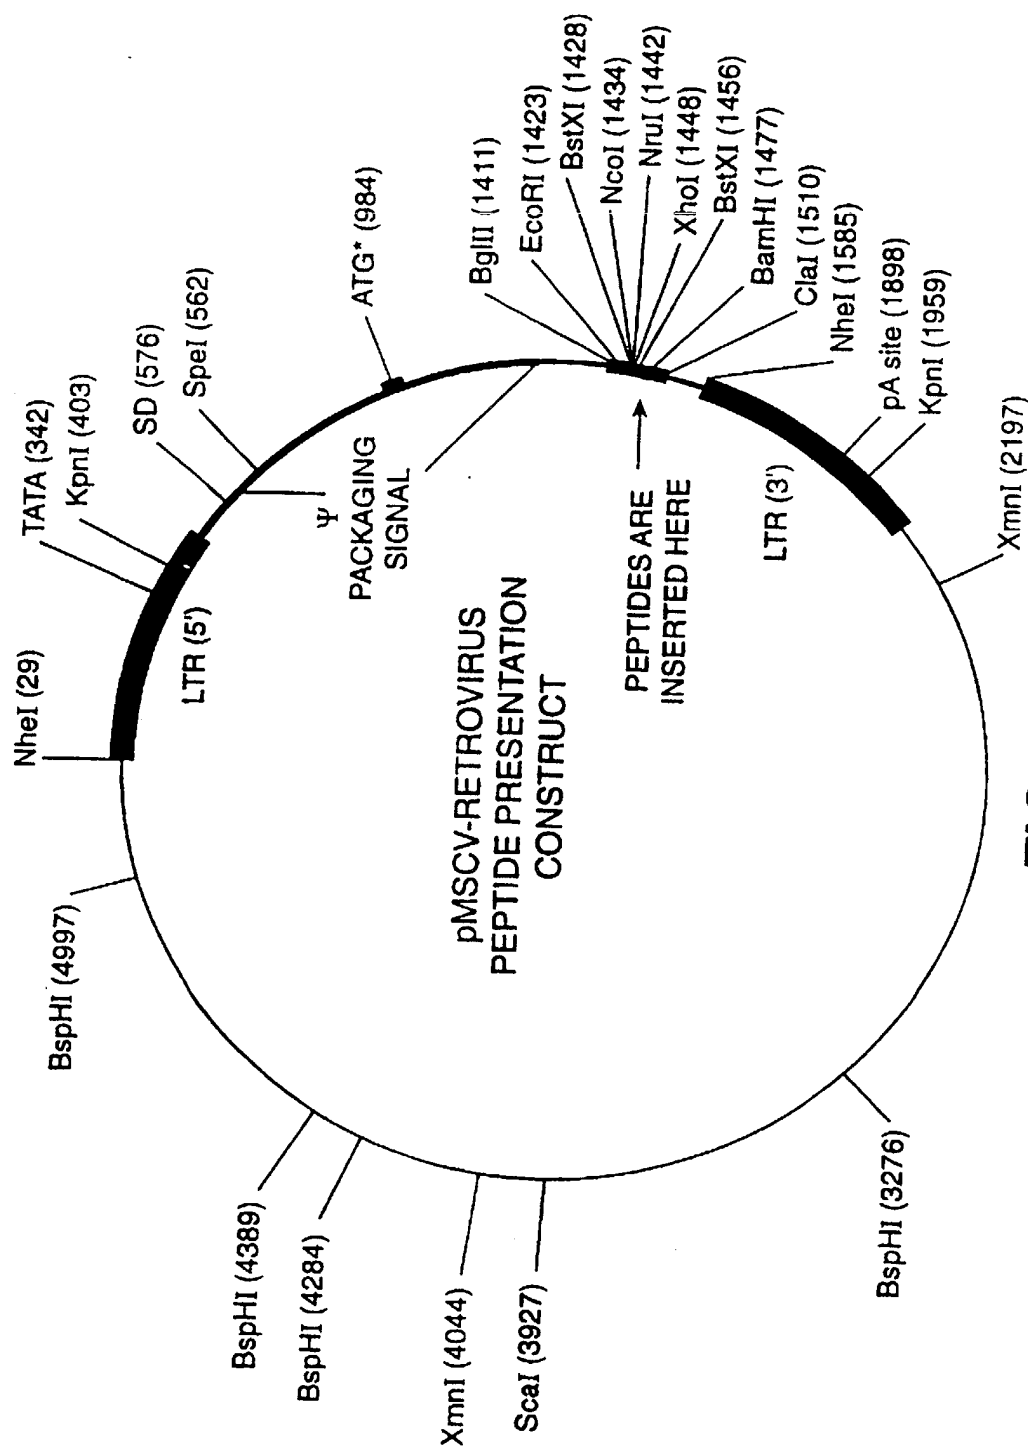 NheI (29)
TATA (342)
KpnI (403)
SD (576)
SpeI (562)
ATG* (984)
BglII (1411)
EcoRI (1423)
BstXI (1428)
NcoI (1434)
NruI (1442)
XhoI (1448)
BstXI (1456)
BamHI (1477)
ClaI (1510)
NheI (1585)
pA site (1898)
KpnI (1959)
XmnI (2197)
BspHI (3276)
ScaI (3927)
XmnI (4044)
BspHI (4284)
BspHI (4389)
BspHI (4997)
LTR (5')
Ψ
PACKAGING
SIGNAL
pMSCV-RETROVIRUS
PEPTIDE PRESENTATION
CONSTRUCT
PEPTIDES ARE
INSERTED HERE
LTR (3')